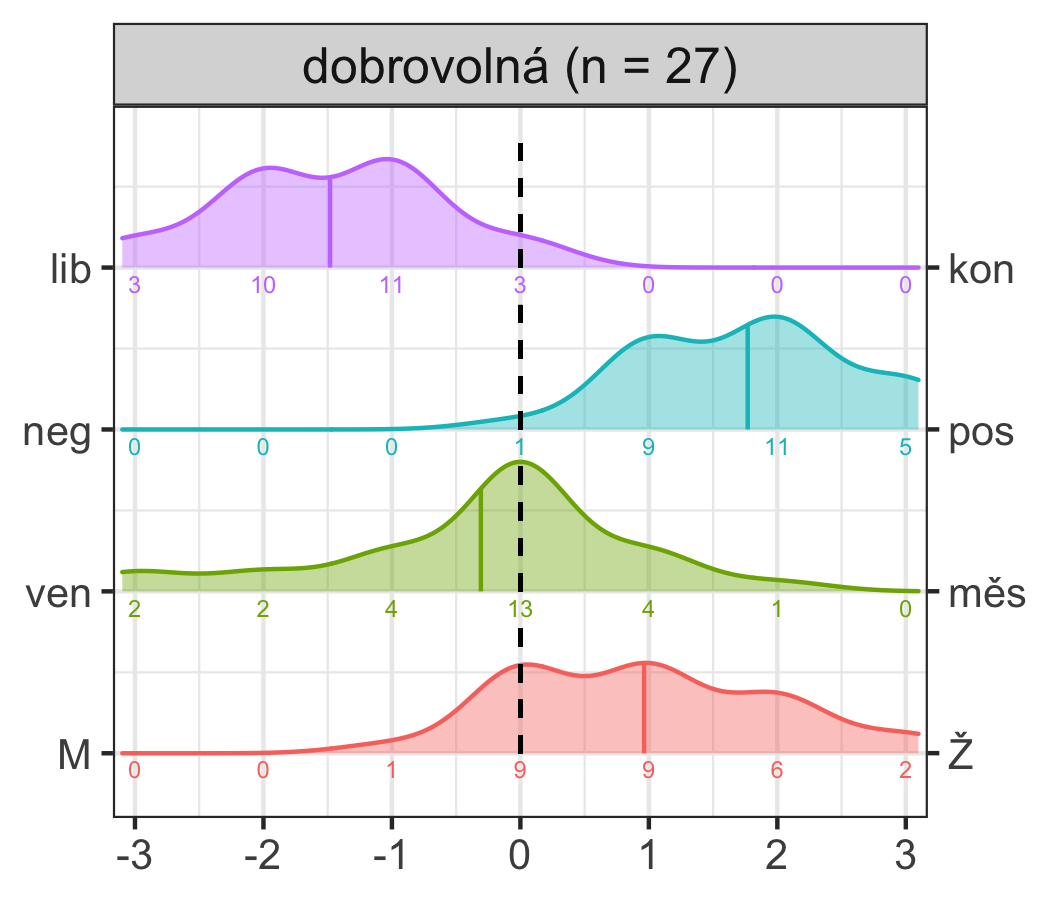 dobrovolná (n = 27)
lib kon
3 10 11 3 0 0 0
neg pos
0 0 0 1 9 11 5
ven měs
2 2 4 13 4 1 0
M Ž
0 0 1 9 9 6 2
-3 -2 -1 0 1 2 3